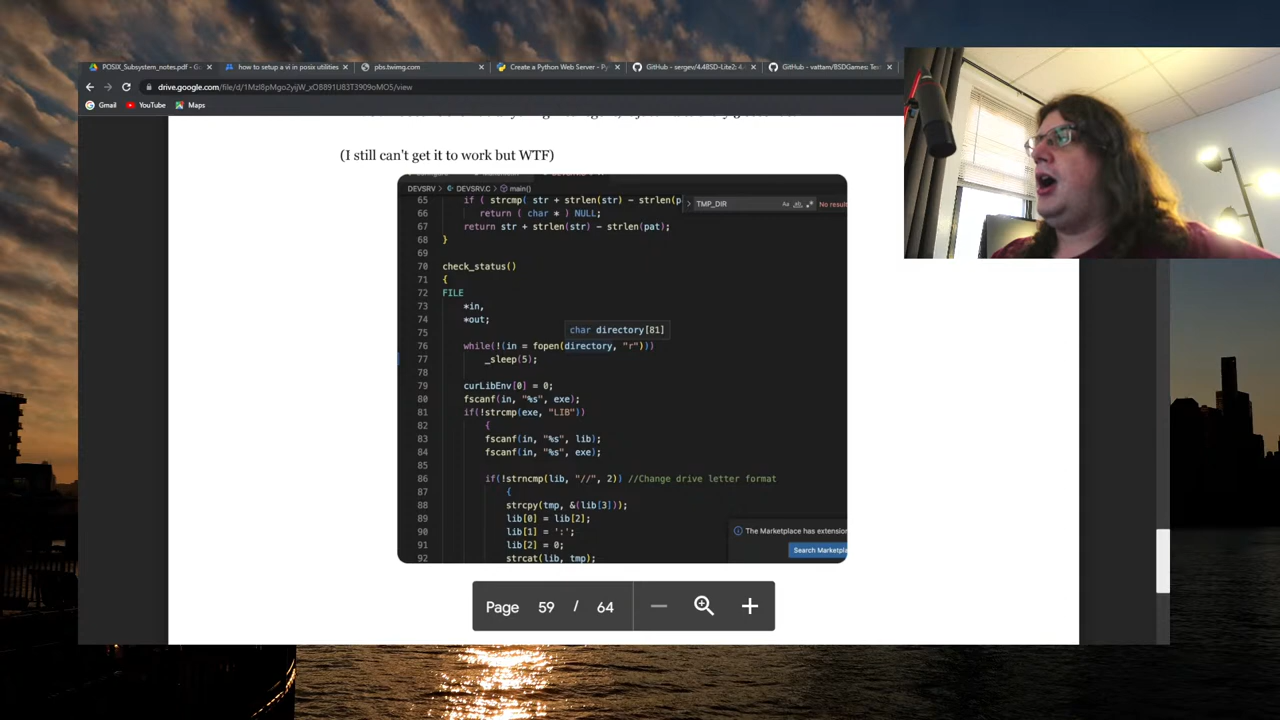 POSIX_Subsystem_notes.pdf - G
how to setup a vi in posix utilities
pbs.twimg.com
Create a Python Web Server - Py
GitHub - sergev/4.4BSD-Lite2: 4.
GitHub - vattam/BSDGames: Te
Gmail
YouTube
Maps
(I still can't get it to work but WTF)
DEVSRV > C DEVSRV.C > main()
TMP_DIR
No result
65 if ( strcmp( str + strlen(str) - strlen(p
66 return ( char * ) NULL;
67 return str + strlen(str) - strlen(pat);
68 }
69
70 check_status()
71 {
72 FILE
73 *in,
74 *out;
75
char directory[81]
76 while(!(in = fopen(directory, "r")))
77 _sleep(5);
78
79 curLibEnv[0] = 0;
80 fscanf(in, "%s", exe);
81 if(!strcmp(exe, "LIB"))
82 {
83 fscanf(in, "%s", lib);
84 fscanf(in, "%s", exe);
85
86 if(!strncmp(lib, "//", 2)) //Change drive letter format
87 {
88 strcpy(tmp, &(lib[3]));
89 lib[0] = lib[2];
90 lib[1] = ':';
91 lib[2] = 0;
92 strcat(lib, tmp);
The Marketplace has extension
Search Marketpla
Page 59 / 64